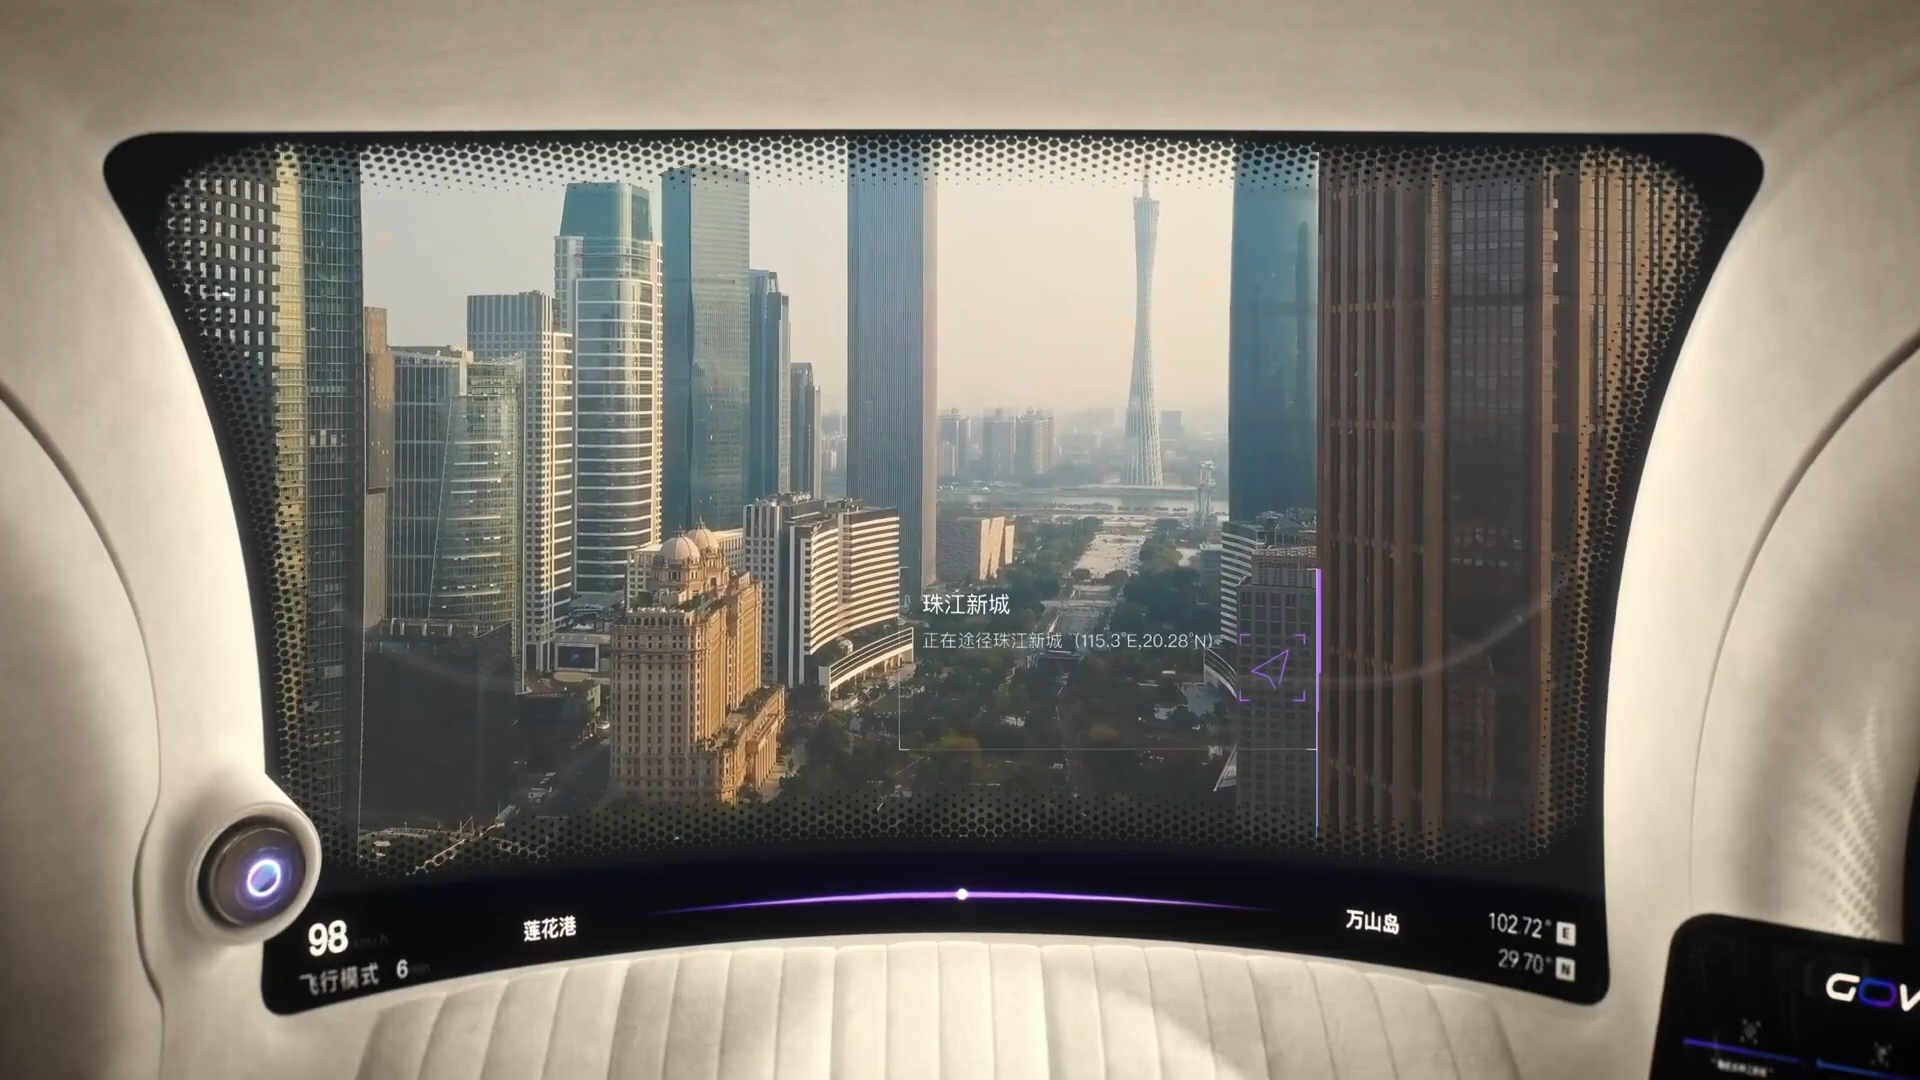 珠江新城
正在途径珠江新城（115.3°E,20.28°N）
98 km/h
飞行模式 6
莲花港
万山岛
102.72° E
29.70° N
GOV